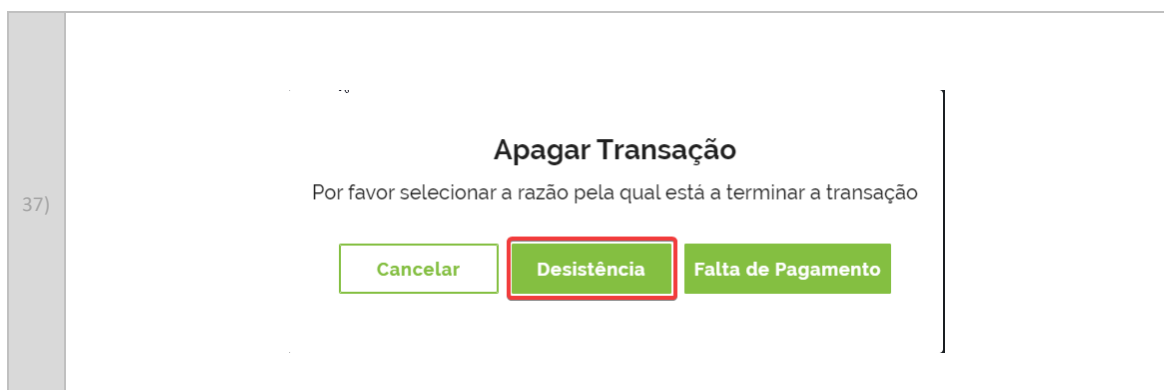 Apagar Transação
Por favor selecionar a razão pela qual está a terminar a transação
37)
Cancelar Desistência Falta de Pagamento